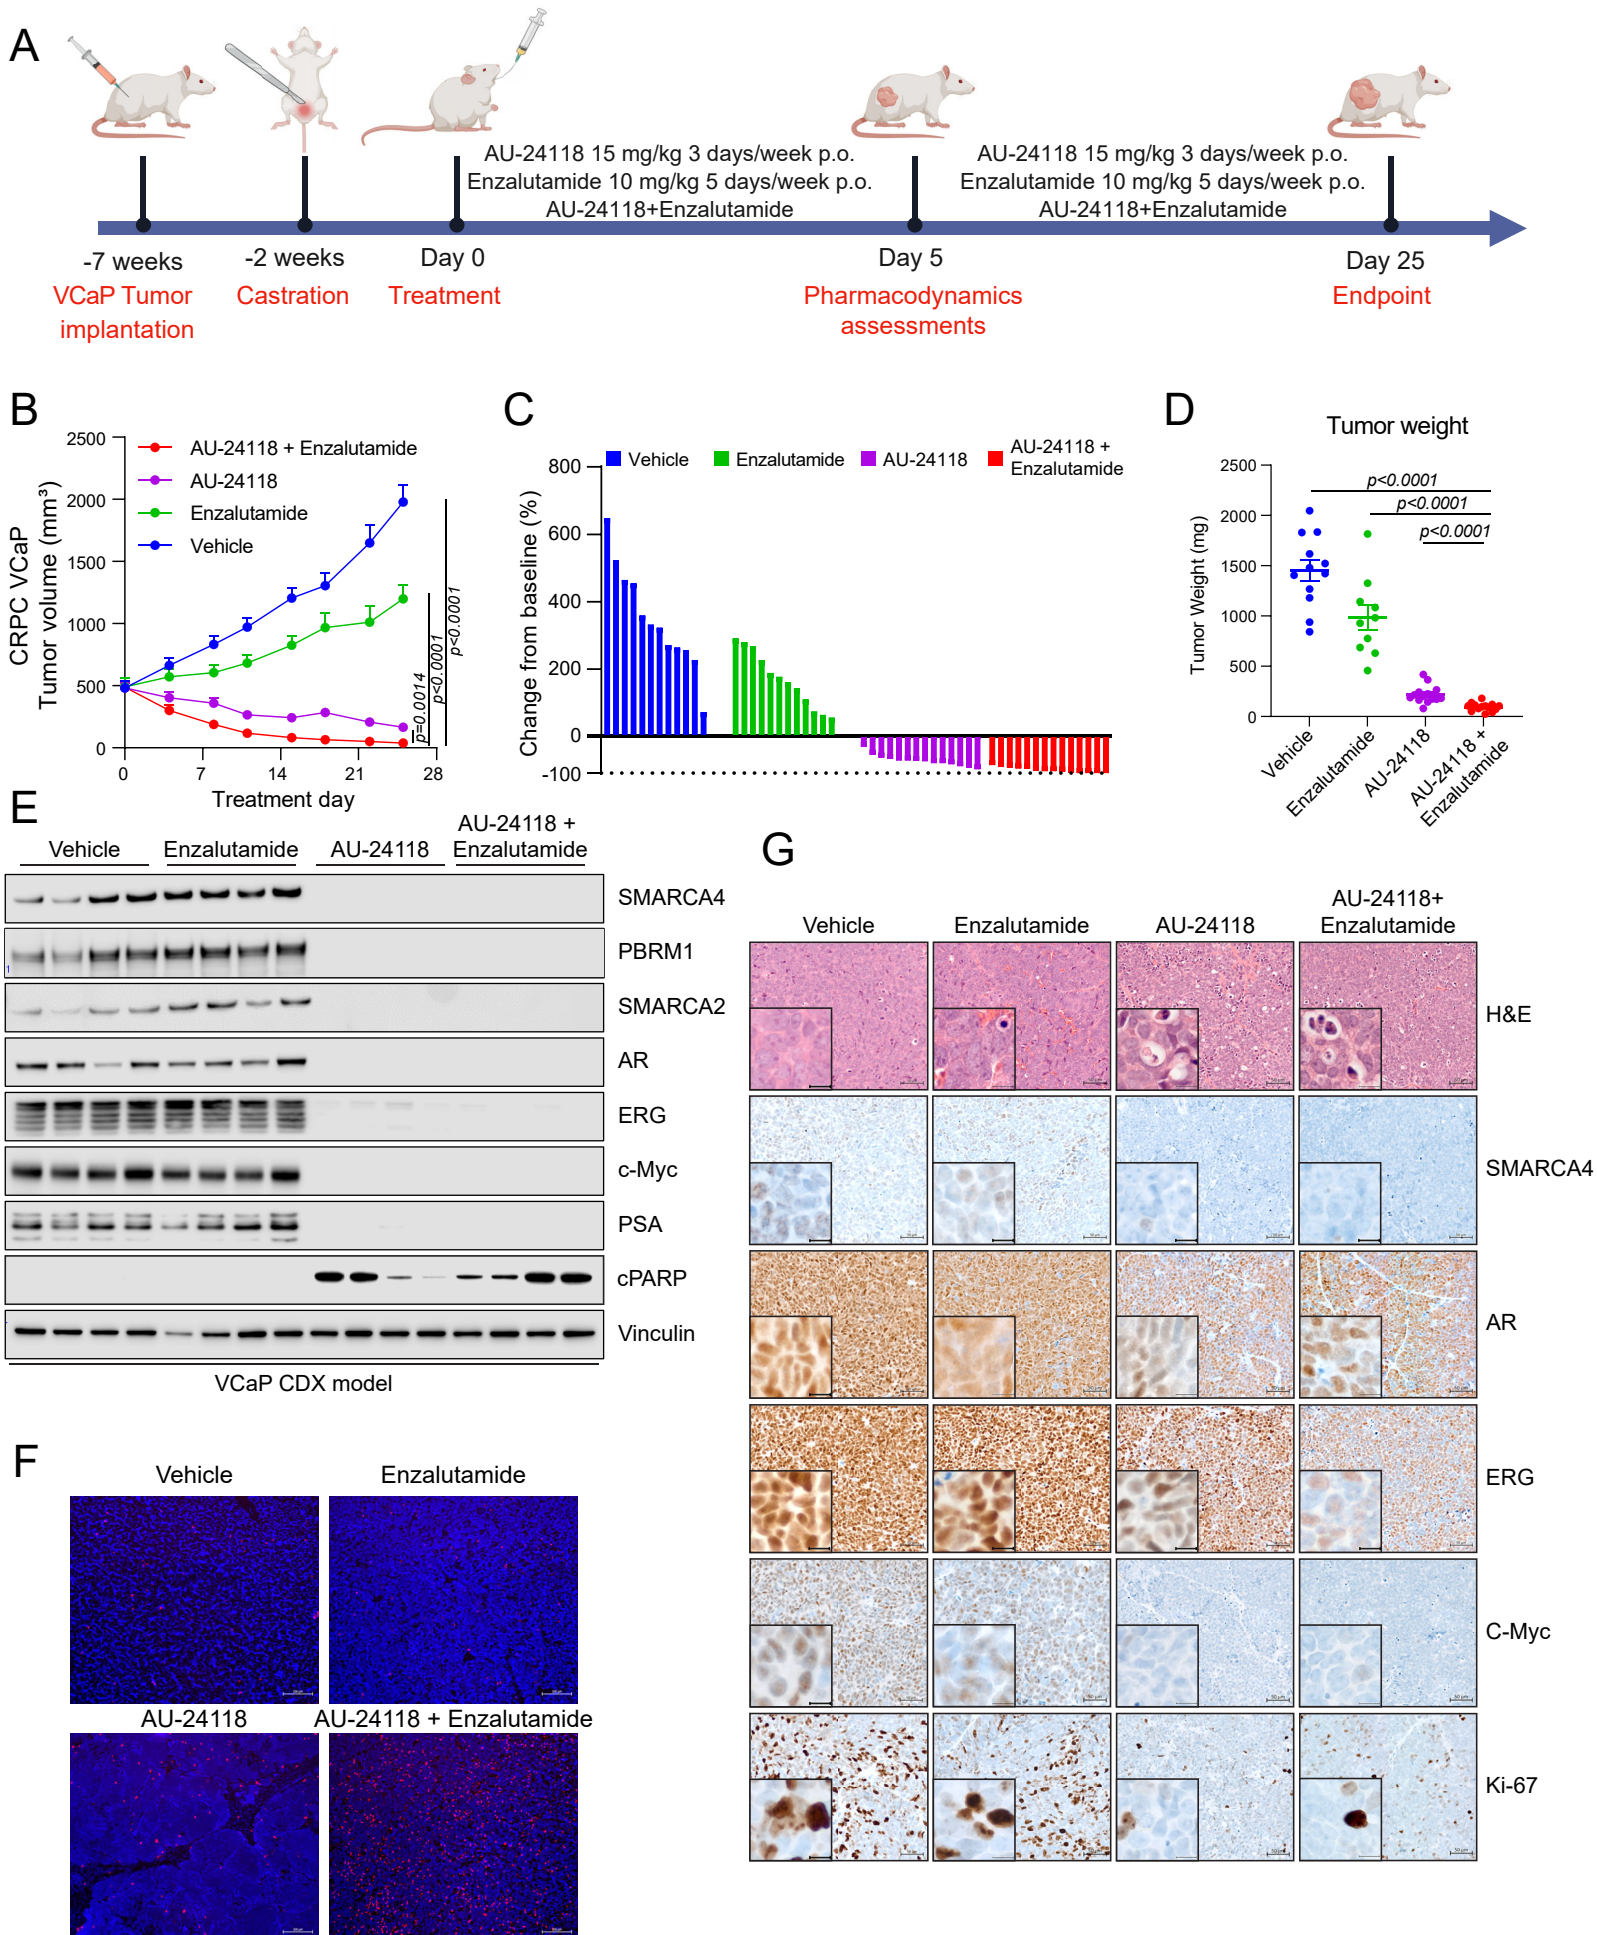 A
AU-24118 15 mg/kg 3 days/week p.o.
Enzalutamide 10 mg/kg 5 days/week p.o.
AU-24118+Enzalutamide
AU-24118 15 mg/kg 3 days/week p.o.
Enzalutamide 10 mg/kg 5 days/week p.o.
AU-24118+Enzalutamide
-7 weeks
VCaP Tumor
implantation
-2 weeks
Castration
Day 0
Treatment
Day 5
Pharmacodynamics
assessments
Day 25
Endpoint
B
CRPC VCaP
Tumor volume (mm³)
2500
2000
1500
1000
500
0
AU-24118 + Enzalutamide
AU-24118
Enzalutamide
Vehicle
p=0.0014
p<0.0001
p<0.0001
0 7 14 21 28
Treatment day
C
Vehicle
Enzalutamide
AU-24118
AU-24118 +
Enzalutamide
Change from baseline (%)
800
600
400
200
0
-100
D
Tumor weight
Tumor Weight (mg)
2500
2000
1500
1000
500
0
p<0.0001
p<0.0001
p<0.0001
Vehicle
Enzalutamide
AU-24118
AU-24118 +
Enzalutamide
E
Vehicle
Enzalutamide
AU-24118
AU-24118 +
Enzalutamide
SMARCA4
PBRM1
SMARCA2
AR
ERG
c-Myc
PSA
cPARP
Vinculin
VCaP CDX model
F
Vehicle
Enzalutamide
AU-24118
AU-24118 + Enzalutamide
G
Vehicle
Enzalutamide
AU-24118
AU-24118+
Enzalutamide
H&E
SMARCA4
AR
ERG
C-Myc
Ki-67